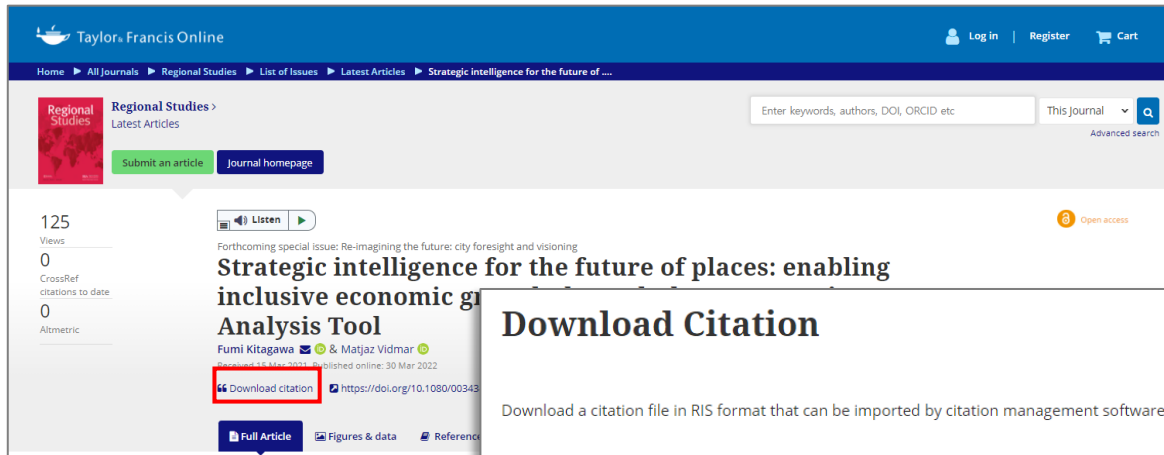 Taylor & Francis Online
Log in | Register Cart
Home ▶ All Journals ▶ Regional Studies ▶ List of Issues ▶ Latest Articles ▶ Strategic intelligence for the future of ....
Regional Studies
Regional Studies >
Latest Articles
Enter keywords, authors, DOI, ORCID etc
This Journal
Advanced search
Submit an article
Journal homepage
125
Views
0
CrossRef
citations to date
0
Altmetric
Listen
Open access
Forthcoming special issue: Re-imagining the future: city foresight and visioning
Strategic intelligence for the future of places: enabling
inclusive economic
Analysis Tool
Fumi Kitagawa & Matjaz Vidmar
Received 15 Mar 2021, Published online: 30 Mar 2022
Download citation https://doi.org/10.1080/00343
Full Article Figures & data
Download Citation
Download a citation file in RIS format that can be imported by citation management software